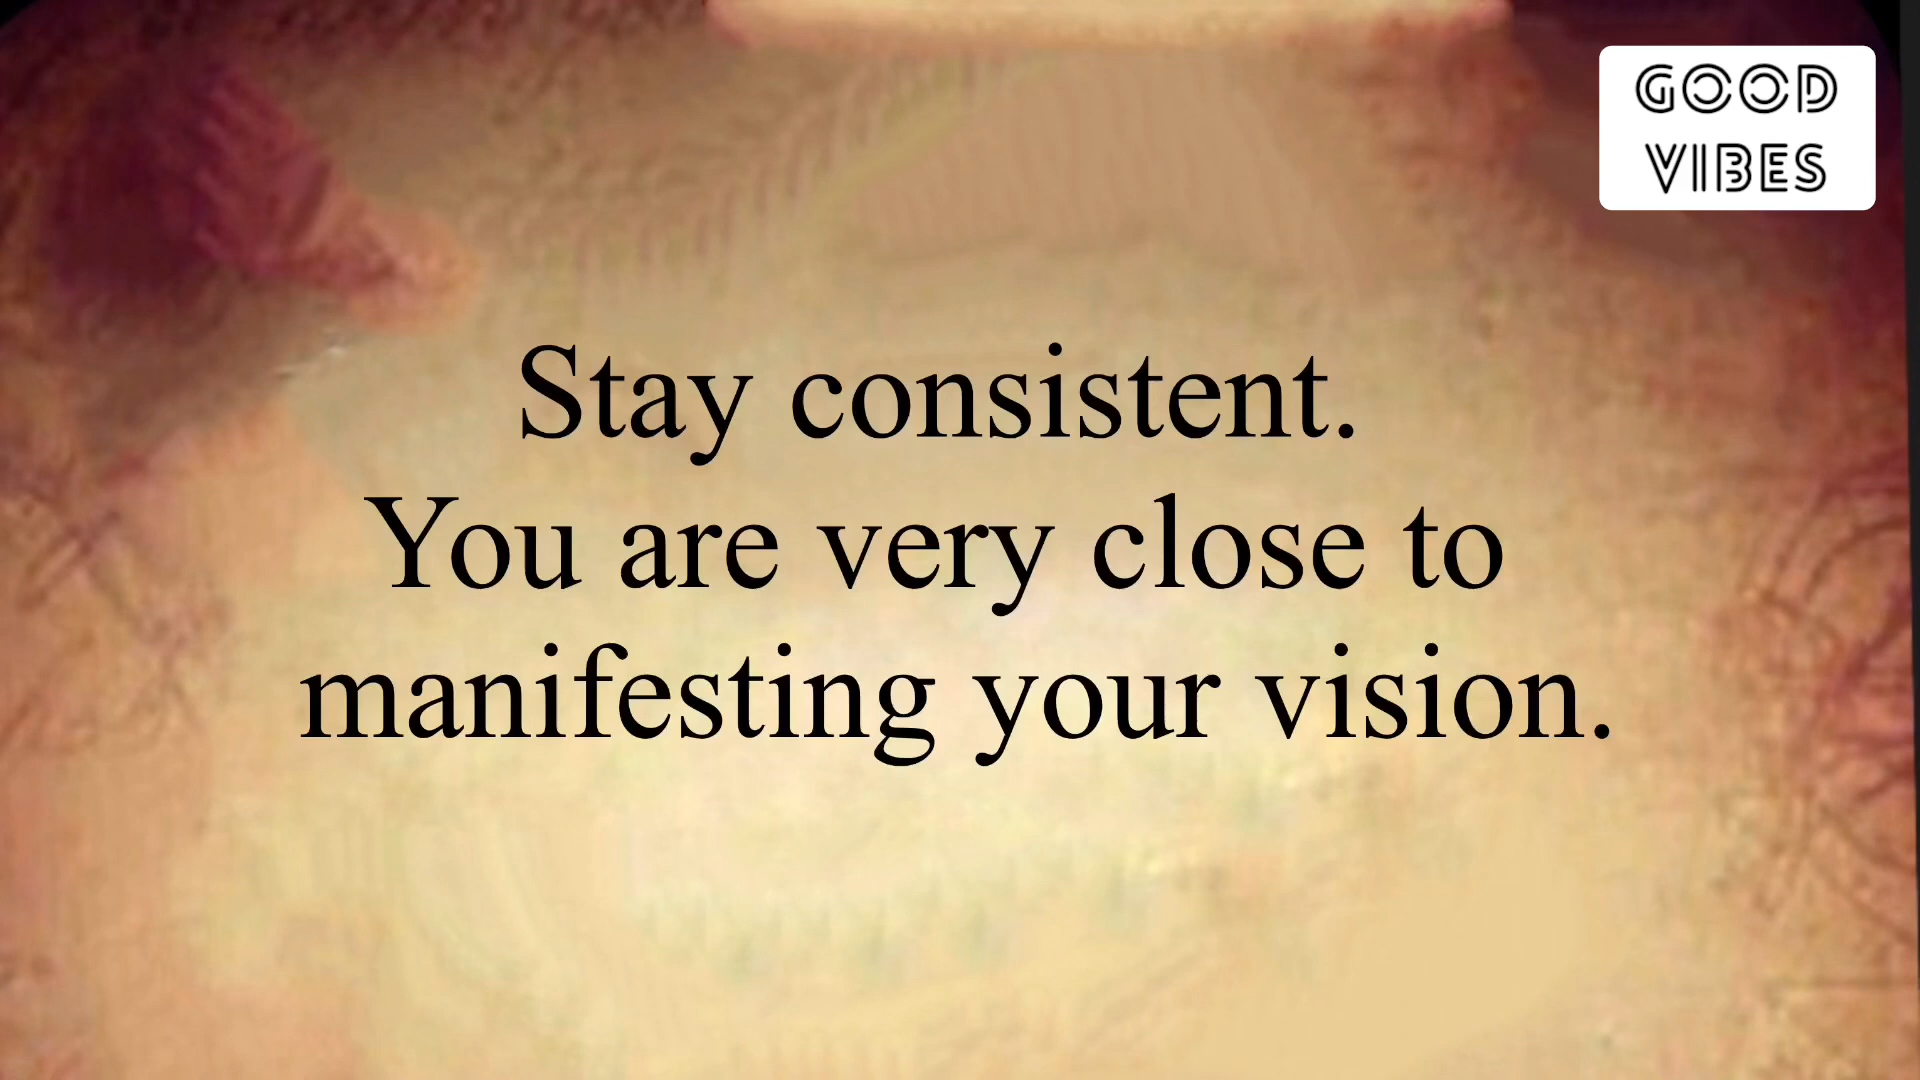 GOOD
VIBES
Stay consistent.
You are very close to
manifesting your vision.